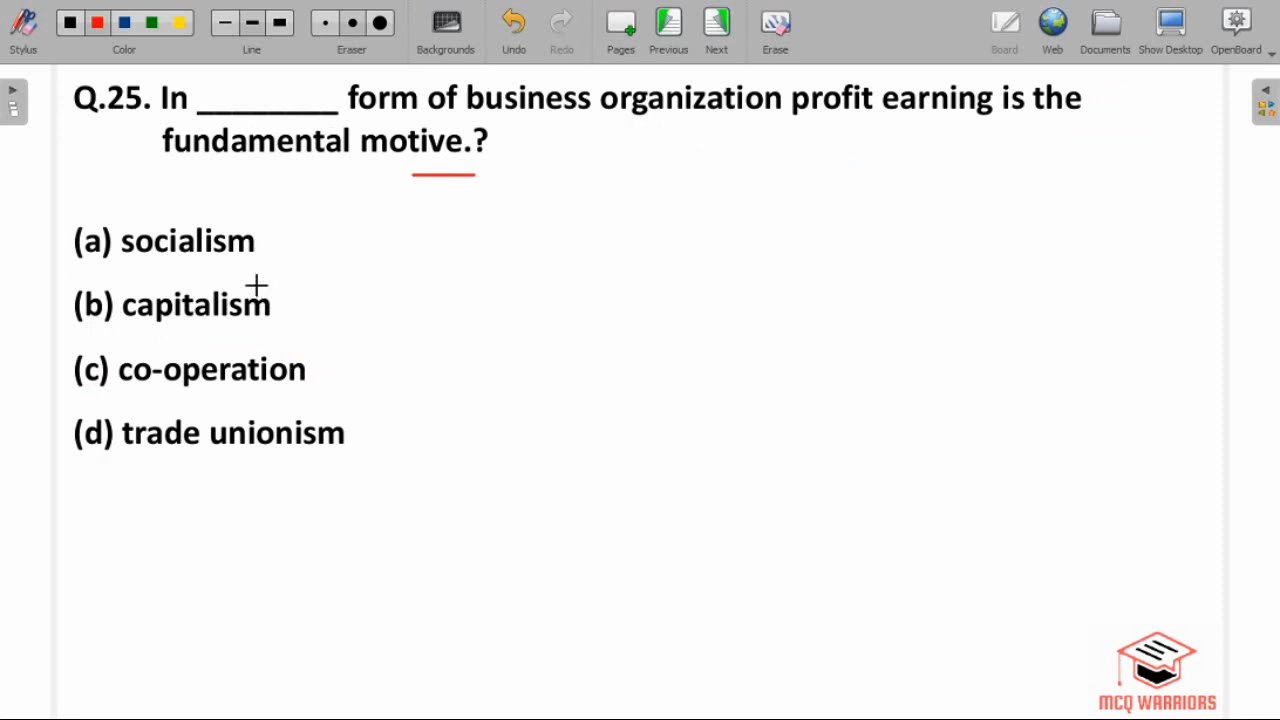 Stylus
Color
Line
Eraser
Backgrounds
Undo
Redo
Pages
Previous
Next
Erase
Board
Web
Documents
Show Desktop
OpenBoard
Q.25. In ________ form of business organization profit earning is the
fundamental motive.?
(a) socialism
(b) capitalism
(c) co-operation
(d) trade unionism
MCQ WARRIORS